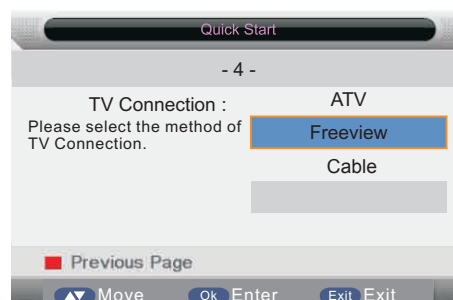 Quick Start
- 4 -
TV Connection :
Please select the method of
TV Connection.
ATV
Freeview
Cable
Previous Page
Move Ok Enter Exit Exit